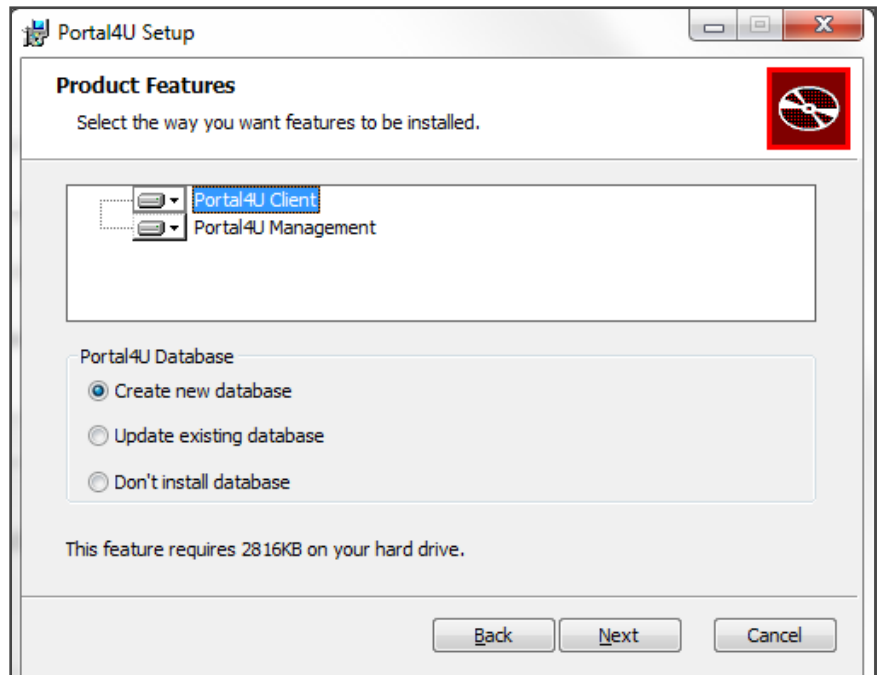 Portal4U Setup
Product Features
Select the way you want features to be installed.
Portal4U Client
Portal4U Management
Portal4U Database
Create new database
Update existing database
Don't install database
This feature requires 2816KB on your hard drive.
Back Next Cancel